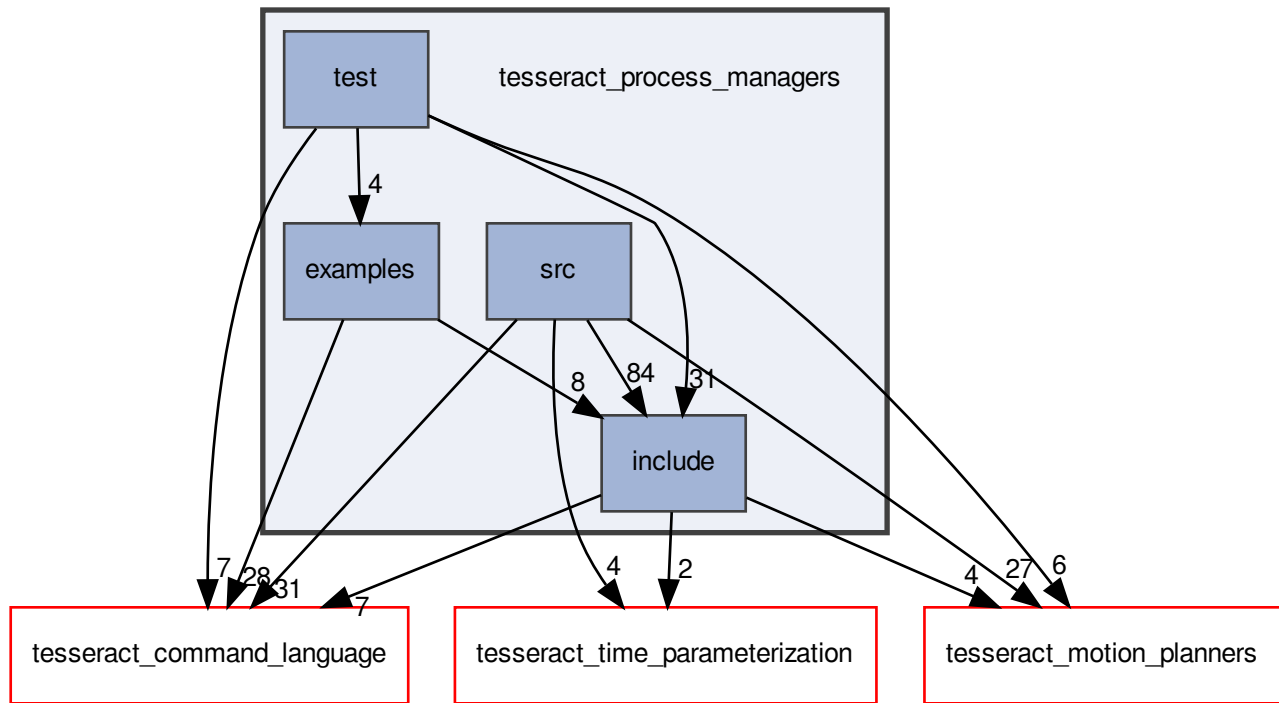 test
tesseract_process_managers
4
examples
src
8
84
31
include
7
28
31
7
4
2
4
27
6
tesseract_command_language
tesseract_time_parameterization
tesseract_motion_planners